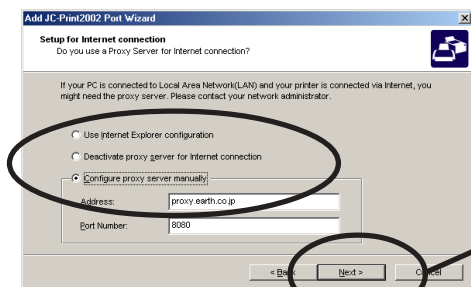 Add JC-Print2002 Port Wizard
Setup for Internet connection
Do you use a Proxy Server for Internet connection?
If your PC is connected to Local Area Network(LAN) and your printer is connected via Internet, you
might need the proxy server. Please contact your network administrator.
Use Internet Explorer configuration
Deactivate proxy server for Internet connection
Configure proxy server manually
Address: proxy.earth.co.jp
Port Number: 8080
< Back Next > Cancel